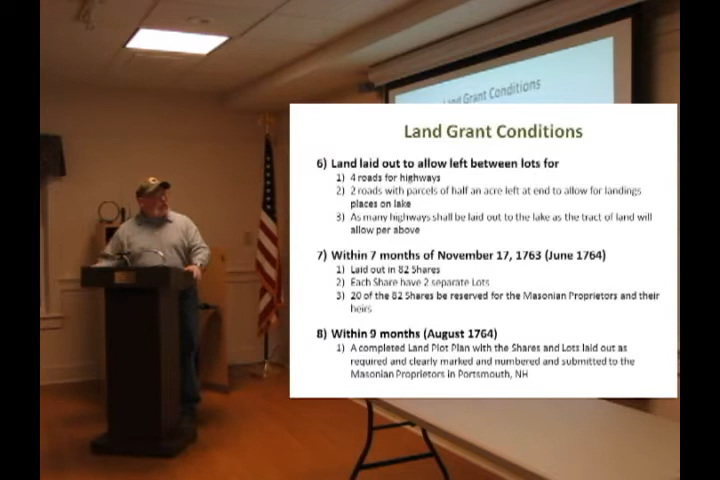 Grant Conditions
Land Grant Conditions
6) Land laid out to allow left between lots for
1) 4 roads for highways
2) 2 roads with parcels of half an acre left at end to allow for landings
places on lake
3) As many highways shall be laid out to the lake as the tract of land will
allow per above
7) Within 7 months of November 17, 1763 (June 1764)
1) Laid out in 82 Shares
2) Each Share have 2 separate Lots
3) 20 of the 82 Shares be reserved for the Masonian Proprietors and their
heirs
8) Within 9 months (August 1764)
1) A completed Land Plot Plan with the Shares and Lots laid out as
required and clearly marked and numbered and submitted to the
Masonian Proprietors in Portsmouth, NH